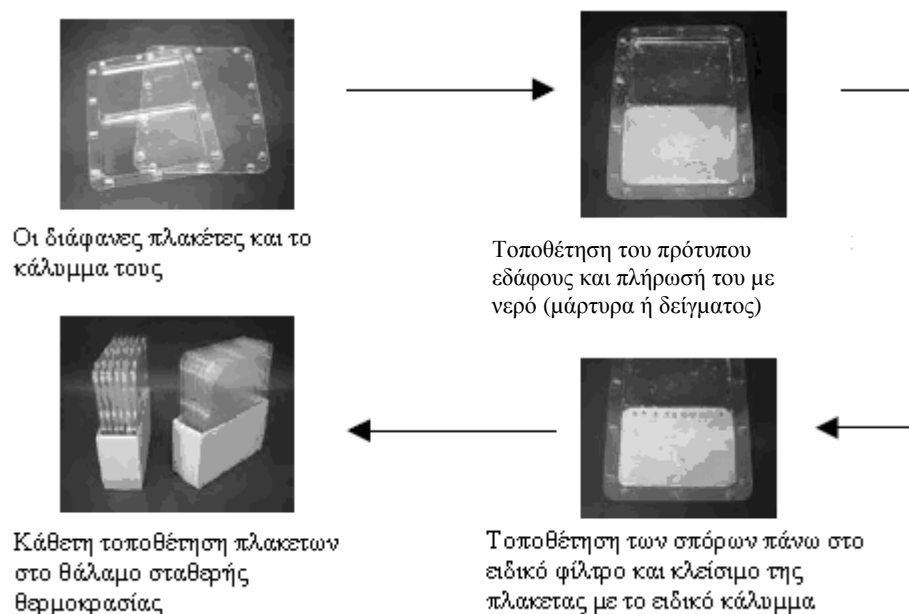 Οι διάφανες πλακέτες και το
κάλυμμα τους
Τοποθέτηση του πρότυπου
εδάφους και πλήρωσή του με
νερό (μάρτυρα ή δείγματος)
Τοποθέτηση των σπόρων πάνω στο
ειδικό φίλτρο και κλείσιμο της
πλακετας με το ειδικό κάλυμμα
Κάθετη τοποθέτηση πλακετων
στο θάλαμο σταθερής
θερμοκρασίας